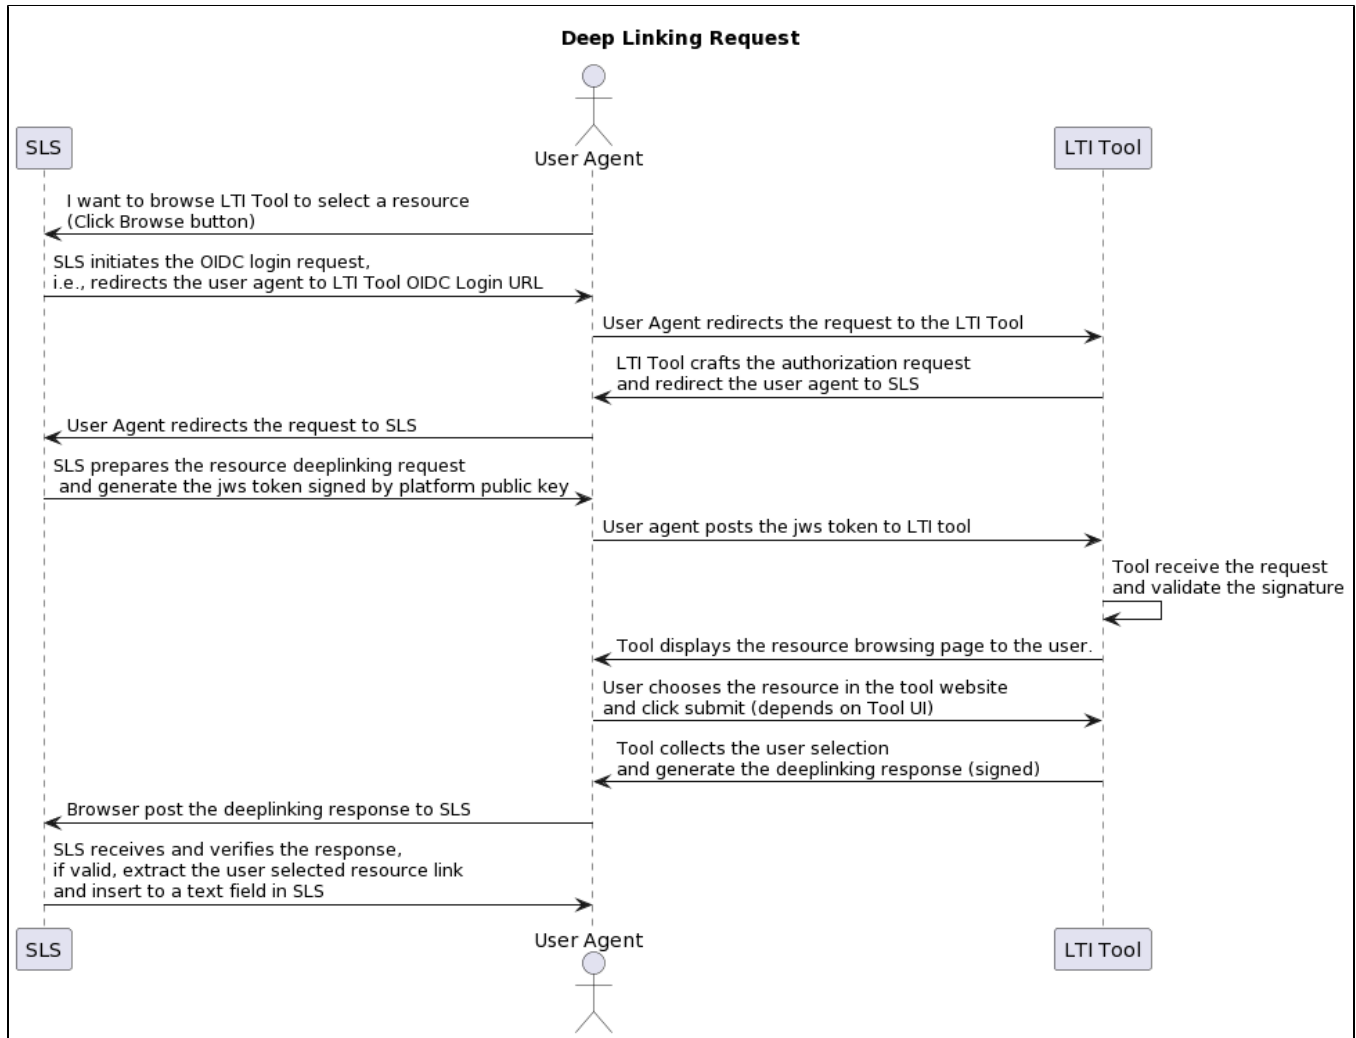 Deep Linking Request
User Agent
SLS
LTI Tool
I want to browse LTI Tool to select a resource
(Click Browse button)
SLS initiates the OIDC login request,
i.e., redirects the user agent to LTI Tool OIDC Login URL
User Agent redirects the request to the LTI Tool
LTI Tool crafts the authorization request
and redirect the user agent to SLS
User Agent redirects the request to SLS
SLS prepares the resource deeplinking request
and generate the jws token signed by platform public key
User agent posts the jws token to LTI tool
Tool receive the request
and validate the signature
Tool displays the resource browsing page to the user.
User chooses the resource in the tool website
and click submit (depends on Tool UI)
Tool collects the user selection
and generate the deeplinking response (signed)
Browser post the deeplinking response to SLS
SLS receives and verifies the response,
if valid, extract the user selected resource link
and insert to a text field in SLS
SLS
User Agent
LTI Tool